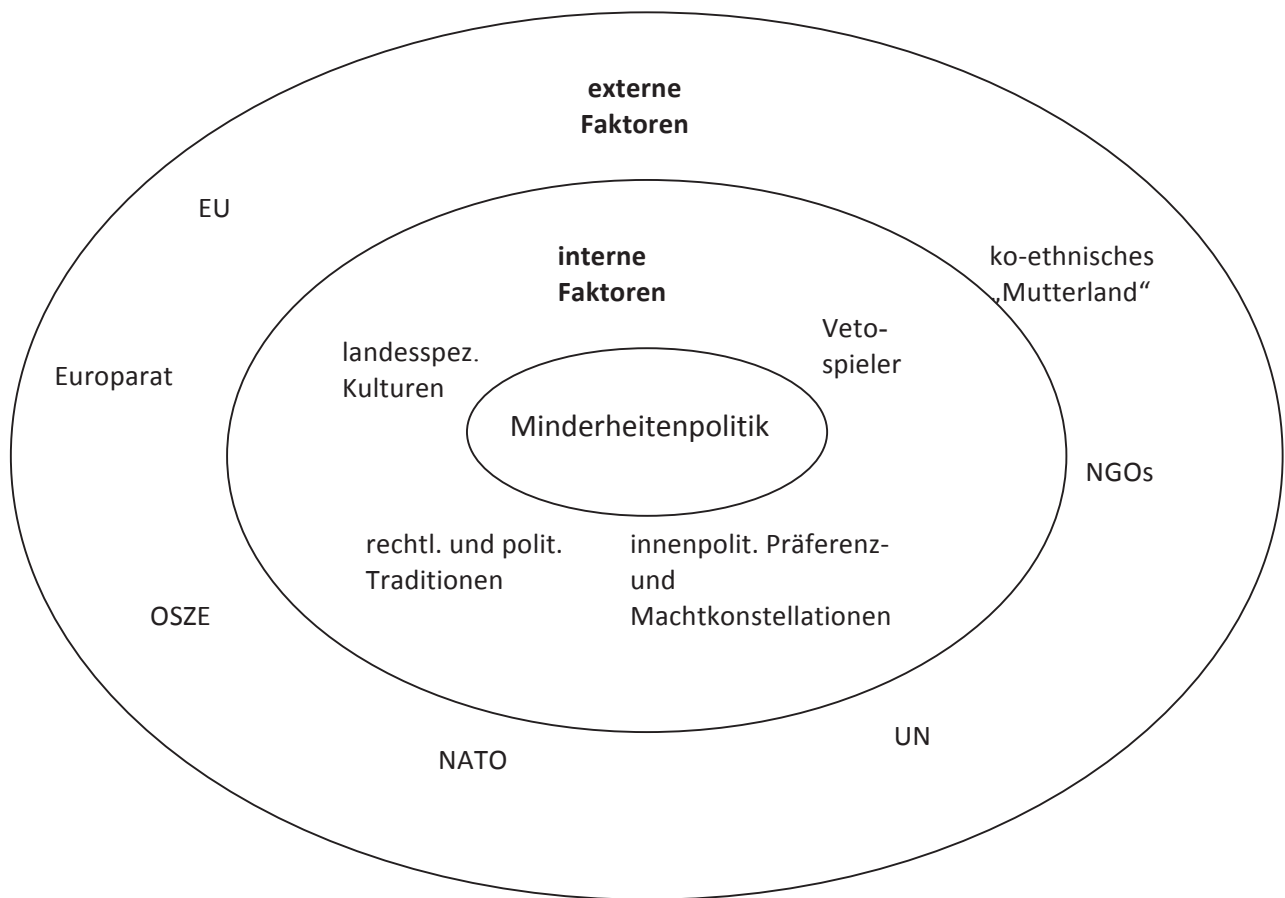 externe
Faktoren
EU
interne
Faktoren
ko-ethnisches
„Mutterland“
Veto-
spieler
landesspez.
Kulturen
Europarat
Minderheitenpolitik
NGOs
rechtl. und polit.
Traditionen
innenpolit. Präferenz-
und
Machtkonstellationen
OSZE
UN
NATO